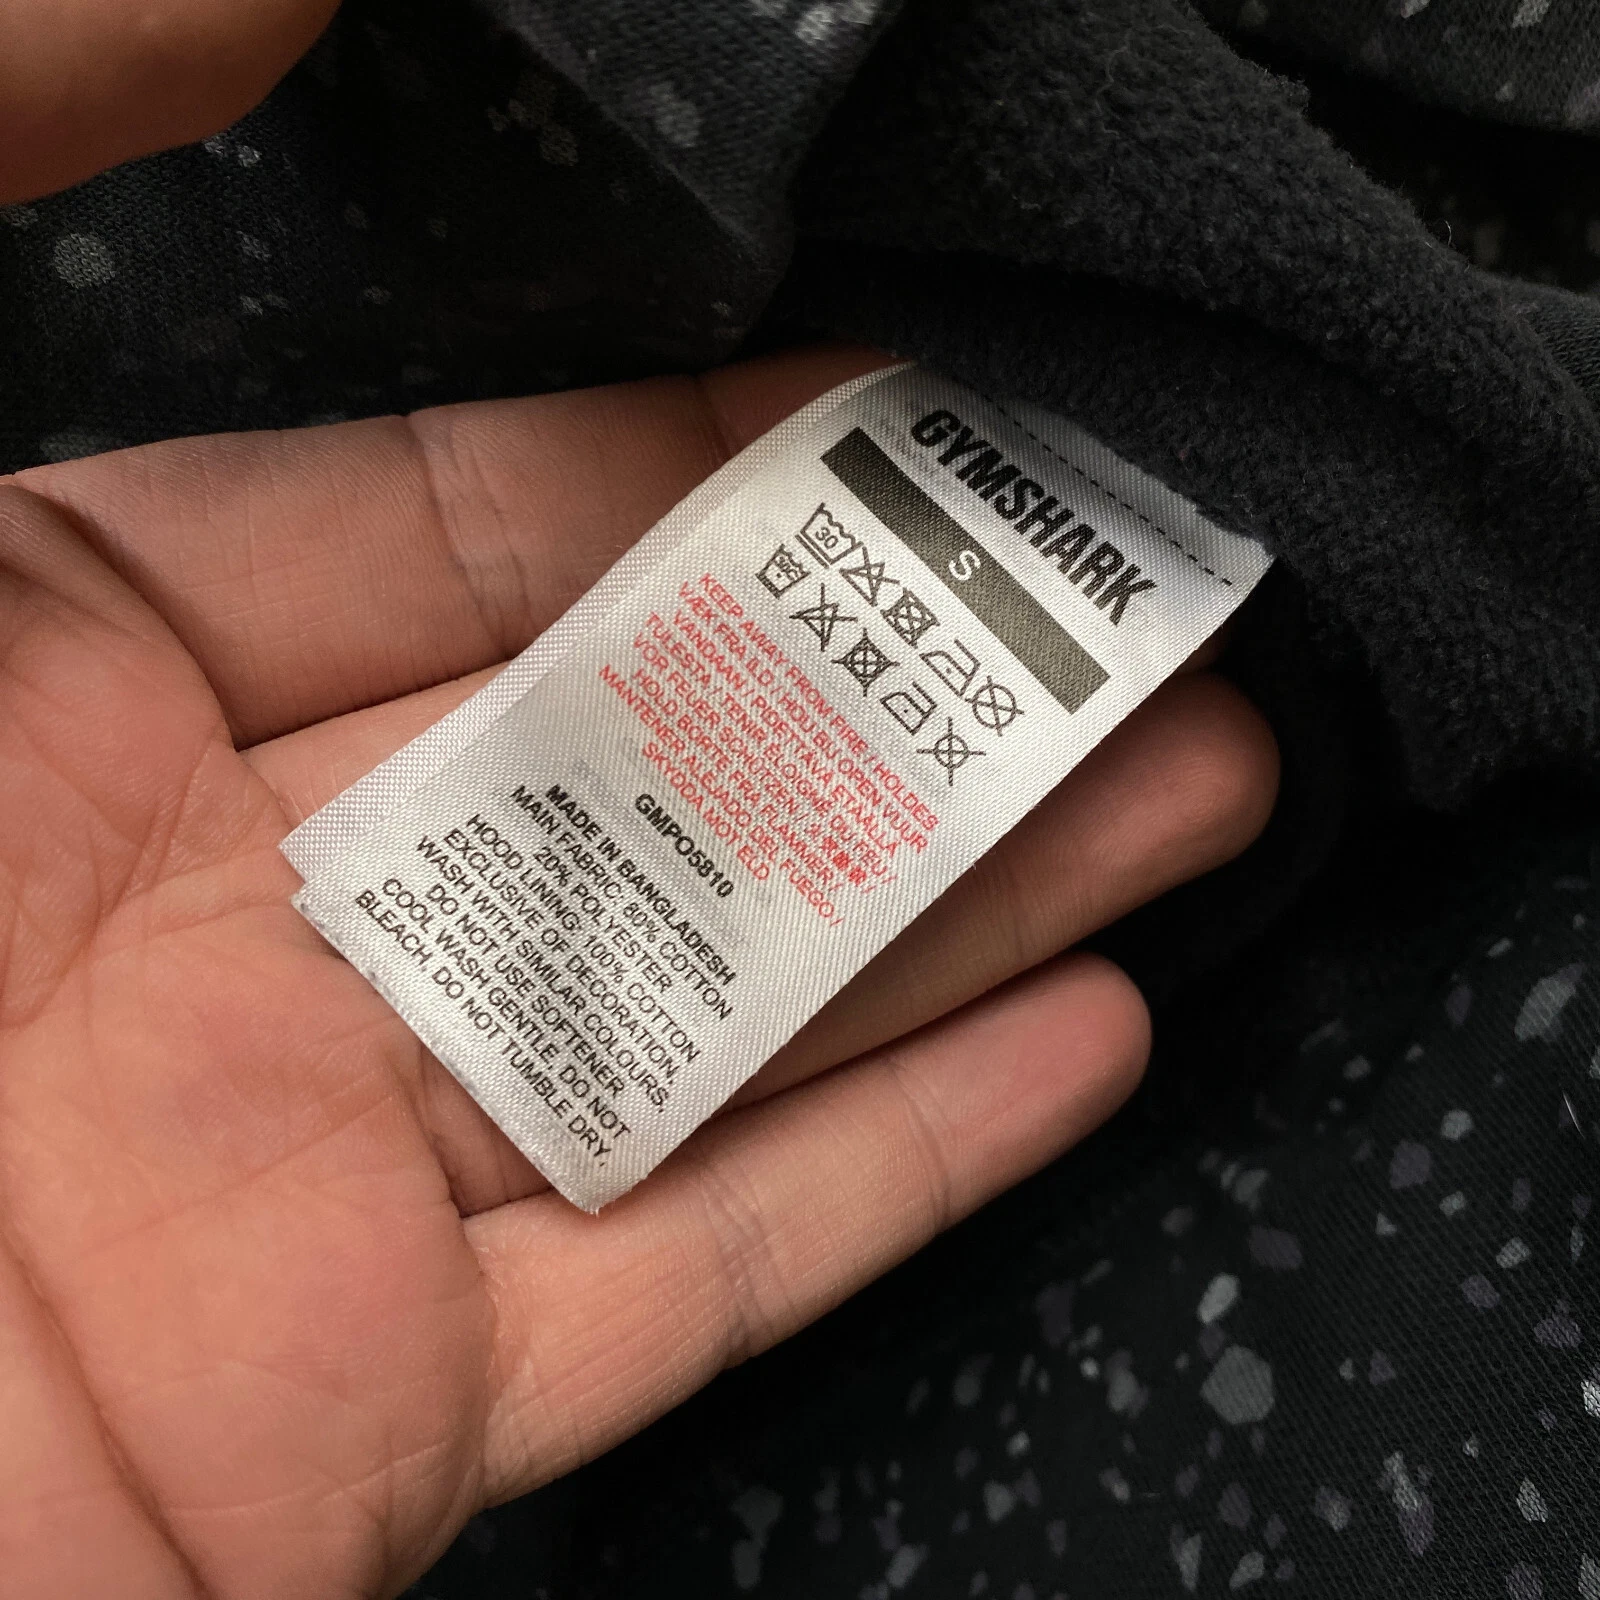 GYMSHARK
S
30
KEEP AWAY FROM FIRE / HOLDES
VÆK FRA ILD / HOU BIJ OPEN VUUR
VANDAAN / PIDETTÄVÄ ETÄÄLLÄ
TULESTA / TENIR ÉLOIGNÉ DU FEU /
VOR FEUER SCHÜTZEN /
HOLD BORTE FRA FLAMMER /
MANTENER ALEJADO DEL FUEGO /
SKYDDA MOT ELD
GMPO5810
MADE IN BANGLADESH
MAIN FABRIC: 80% COTTON
20% POLYESTER
HOOD LINING: 100% COTTON
EXCLUSIVE OF DECORATION,
WASH WITH SIMILAR COLOURS,
DO NOT USE SOFTENER
COOL WASH GENTLE, DO NOT
BLEACH, DO NOT TUMBLE DRY,